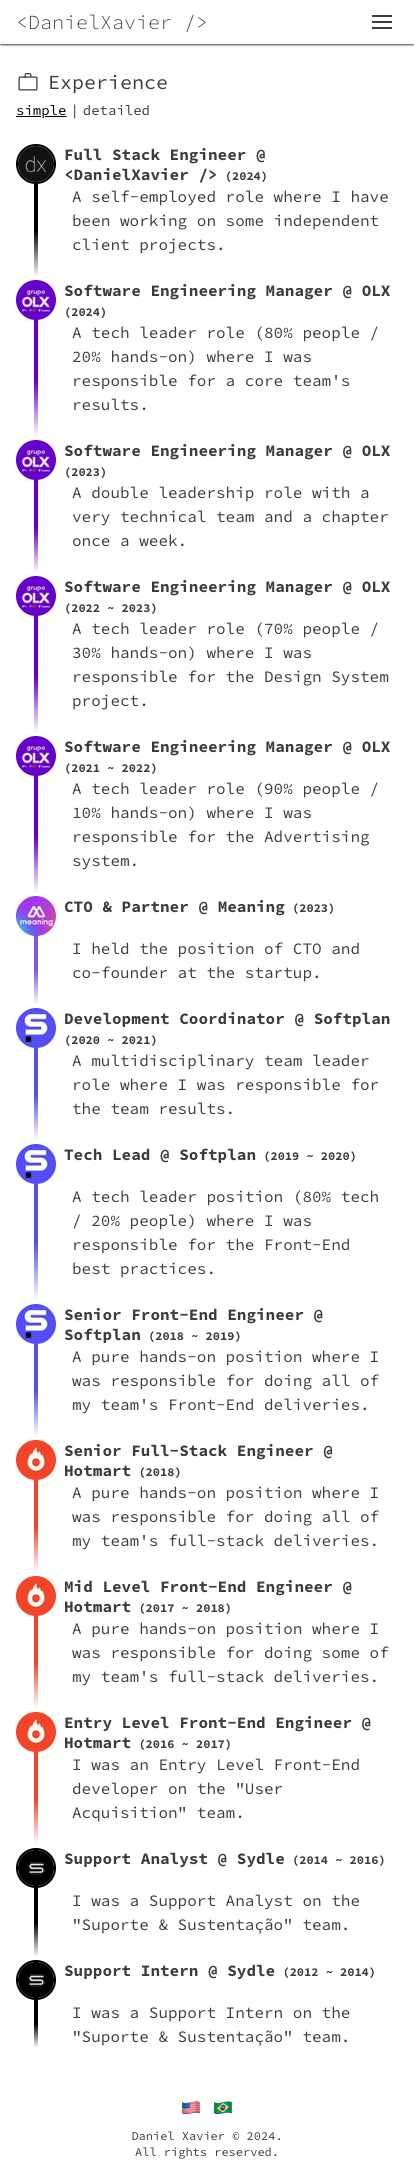 <DanielXavier />
Experience
simple | detailed
dx
Full Stack Engineer @
<DanielXavier /> (2024)
A self-employed role where I have
been working on some independent
client projects.
grupo
OLX
Software Engineering Manager @ OLX
(2024)
A tech leader role (80% people /
20% hands-on) where I was
responsible for a core team's
results.
grupo
OLX
Software Engineering Manager @ OLX
(2023)
A double leadership role with a
very technical team and a chapter
once a week.
grupo
OLX
Software Engineering Manager @ OLX
(2022 ~ 2023)
A tech leader role (70% people /
30% hands-on) where I was
responsible for the Design System
project.
grupo
OLX
Software Engineering Manager @ OLX
(2021 ~ 2022)
A tech leader role (90% people /
10% hands-on) where I was
responsible for the Advertising
system.
meaning
CTO & Partner @ Meaning (2023)
I held the position of CTO and
co-founder at the startup.
Development Coordinator @ Softplan
(2020 ~ 2021)
A multidisciplinary team leader
role where I was responsible for
the team results.
Tech Lead @ Softplan (2019 ~ 2020)
A tech leader position (80% tech
/ 20% people) where I was
responsible for the Front-End
best practices.
Senior Front-End Engineer @
Softplan (2018 ~ 2019)
A pure hands-on position where I
was responsible for doing all of
my team's Front-End deliveries.
Senior Full-Stack Engineer @
Hotmart (2018)
A pure hands-on position where I
was responsible for doing all of
my team's full-stack deliveries.
Mid Level Front-End Engineer @
Hotmart (2017 ~ 2018)
A pure hands-on position where I
was responsible for doing some of
my team's full-stack deliveries.
Entry Level Front-End Engineer @
Hotmart (2016 ~ 2017)
I was an Entry Level Front-End
developer on the "User
Acquisition" team.
Support Analyst @ Sydle (2014 ~ 2016)
I was a Support Analyst on the
"Suporte & Sustentação" team.
Support Intern @ Sydle (2012 ~ 2014)
I was a Support Intern on the
"Suporte & Sustentação" team.
Daniel Xavier © 2024.
All rights reserved.